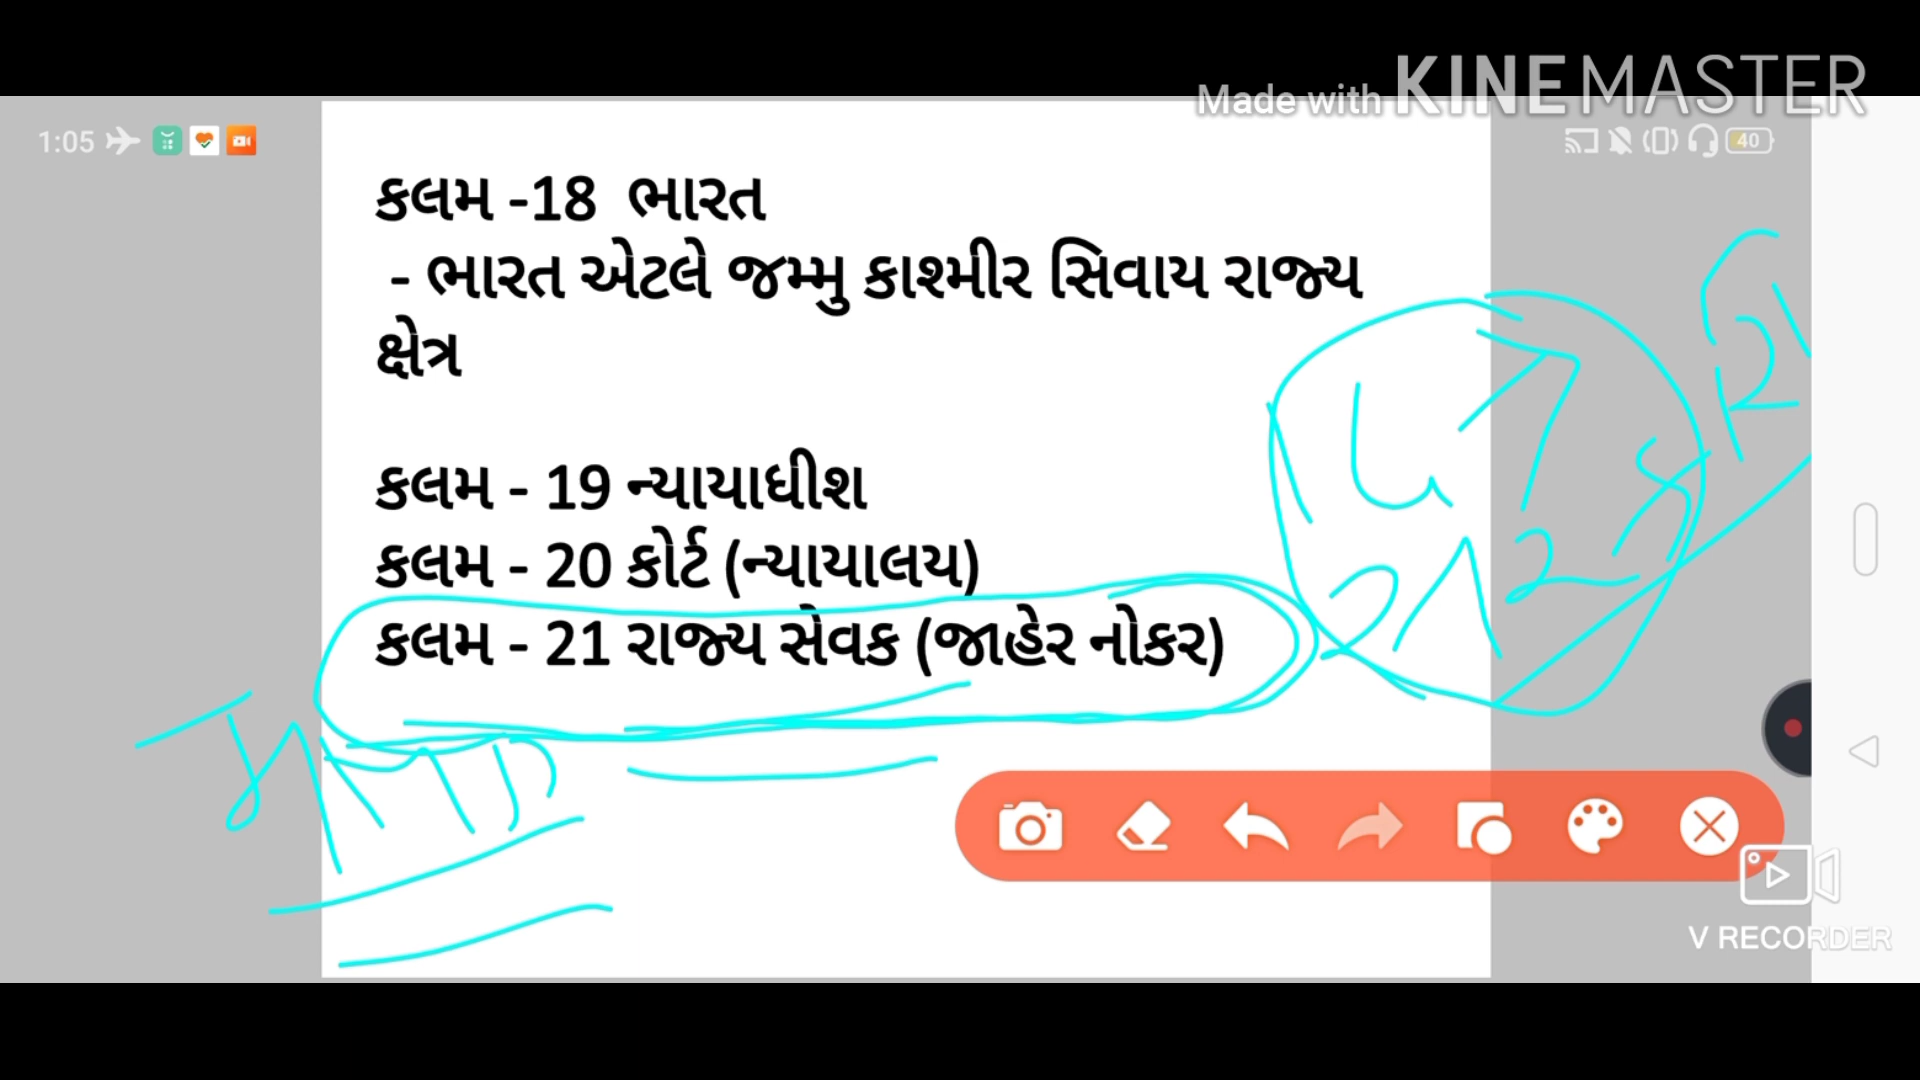 Made with KINEMASTER
1:05
40
કલમ -18 ભારત
- ભારત એટલે જમ્મુ કાશ્મીર સિવાય રાજ્ય
ક્ષેત્ર
કલમ - 19 ન્યાયાધીશ
કલમ - 20 કોર્ટ (ન્યાયાલય)
કલમ - 21 રાજ્ય સેવક (જાહેર નોકર)
V RECORDER